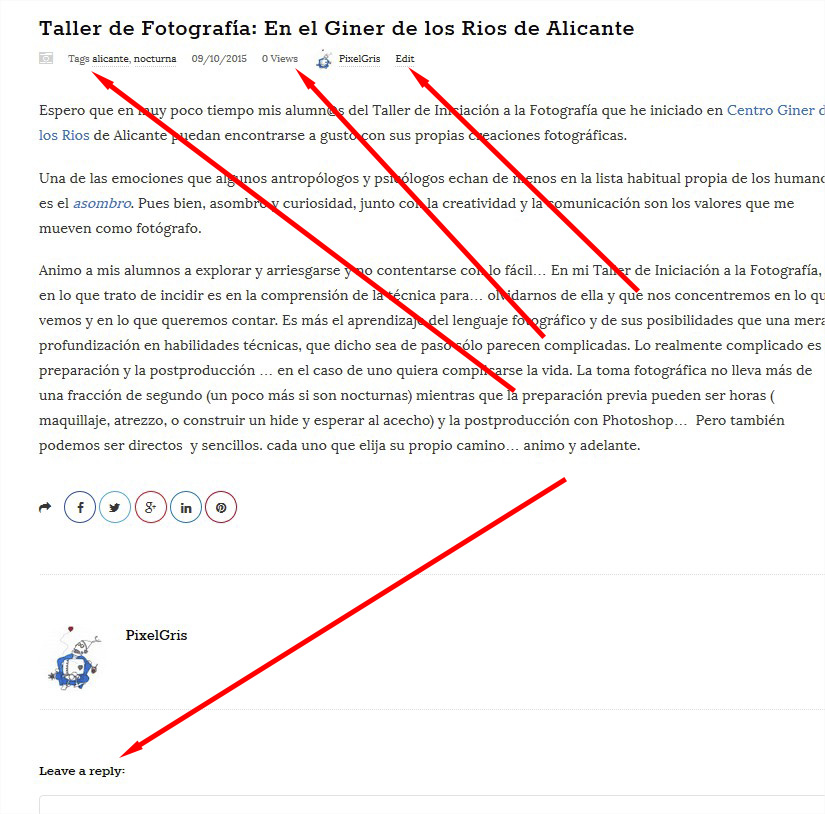 Taller de Fotografía: En el Giner de los Rios de Alicante
Tags alicante, nocturna 09/10/2015 0 Views PixelGris Edit
Espero que en muy poco tiempo mis alumn@s del Taller de Iniciación a la Fotografía que he iniciado en Centro Giner d
los Rios de Alicante puedan encontrarse a gusto con sus propias creaciones fotográficas.
Una de las emociones que algunos antropólogos y psicólogos echan de menos en la lista habitual propia de los humano
es el asombro. Pues bien, asombro y curiosidad, junto con la creatividad y la comunicación son los valores que me
mueven como fotógrafo.
Animo a mis alumnos a explorar y arriesgarse y no contentarse con lo fácil… En mi Taller de Iniciación a la Fotografía,
en lo que trato de incidir es en la comprensión de la técnica para… olvidarnos de ella y que nos concentremos en lo qu
vemos y en lo que queremos contar. Es más el aprendizaje del lenguaje fotográfico y de sus posibilidades que una mera
profundización en habilidades técnicas, que dicho sea de paso sólo parecen complicadas. Lo realmente complicado es
preparación y la postproducción … en el caso de uno quiera complicarse la vida. La toma fotográfica no lleva más de
una fracción de segundo (un poco más si son nocturnas) mientras que la preparación previa pueden ser horas (
maquillaje, atrezzo, o construir un hide y esperar al acecho) y la postproducción con Photoshop… Pero también
podemos ser directos y sencillos. cada uno que elija su propio camino… animo y adelante.
PixelGris
Leave a reply: